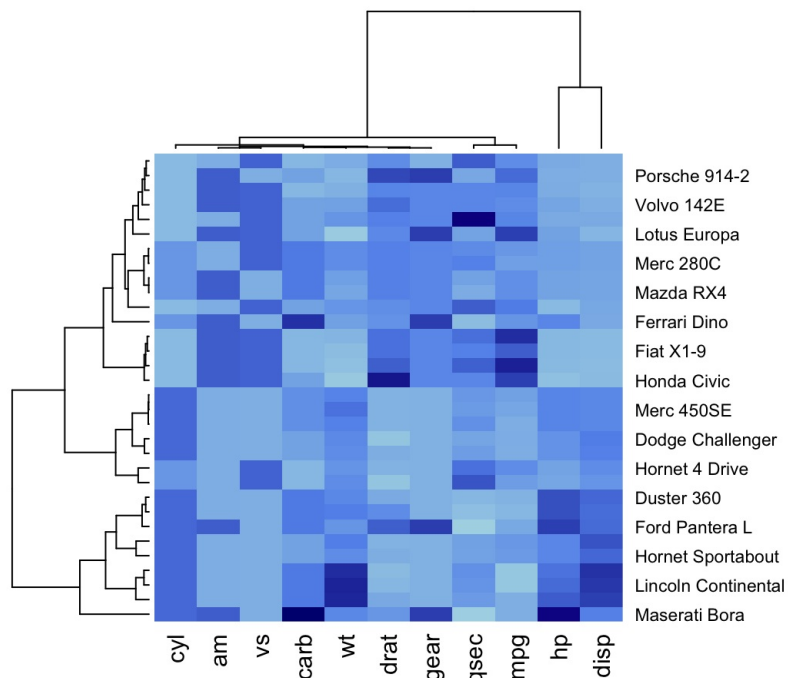 Porsche 914-2
Volvo 142E
Lotus Europa
Merc 280C
Mazda RX4
Ferrari Dino
Fiat X1-9
Honda Civic
Merc 450SE
Dodge Challenger
Hornet 4 Drive
Duster 360
Ford Pantera L
Hornet Sportabout
Lincoln Continental
Maserati Bora
cyl am vs carb wt drat gear qsec mpg hp disp